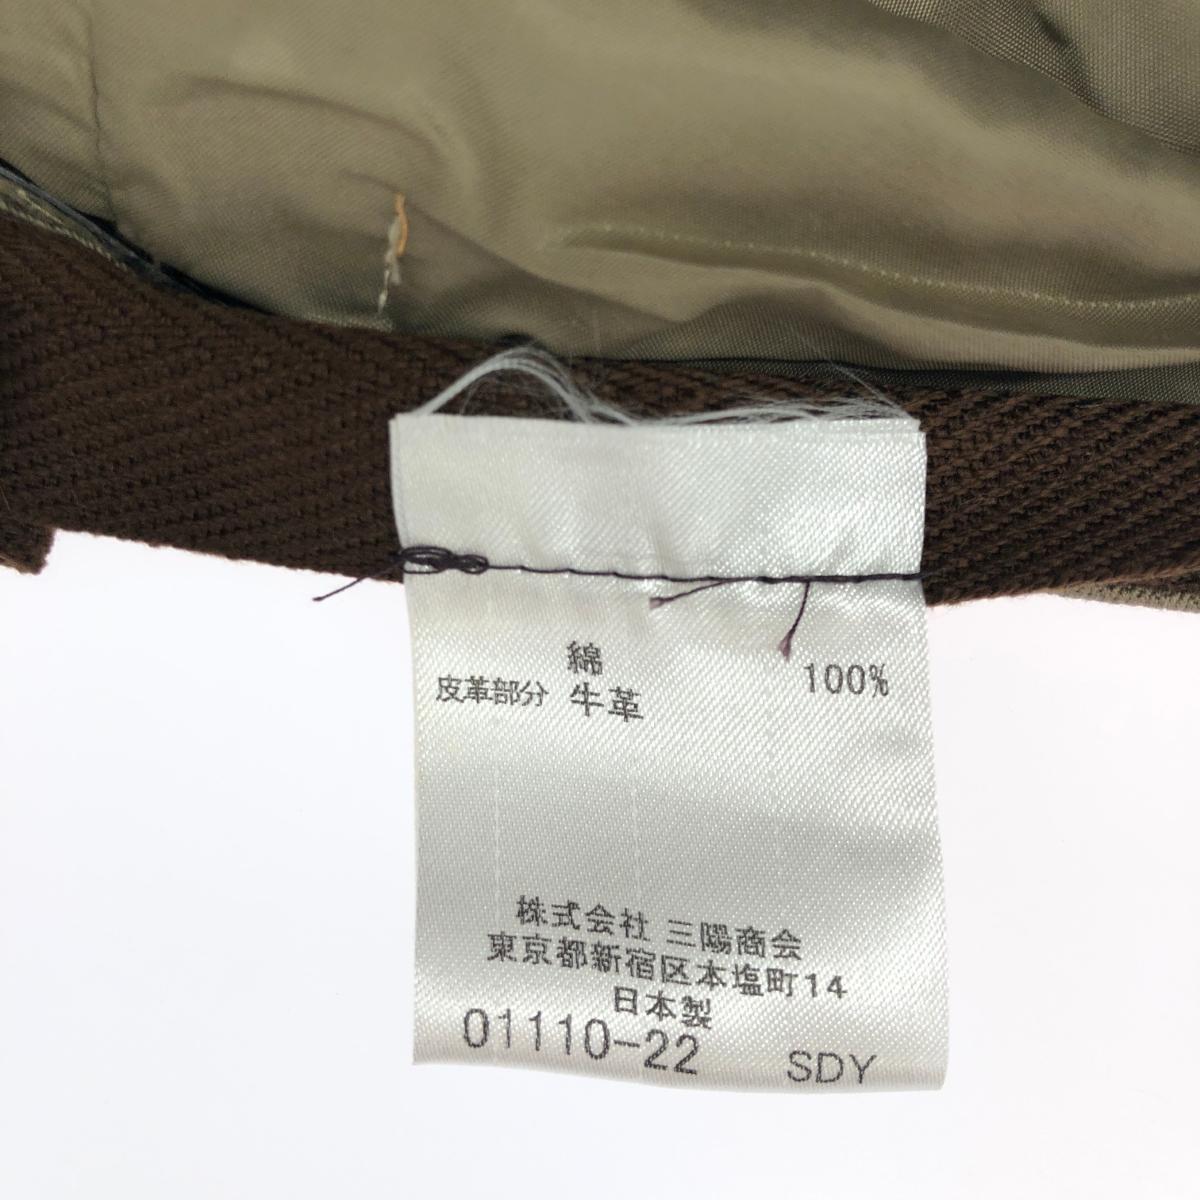 綿 100%
皮革部分 牛革
株式会社 三陽商会
東京都新宿区本塩町14
日本製
01110-22 SDY